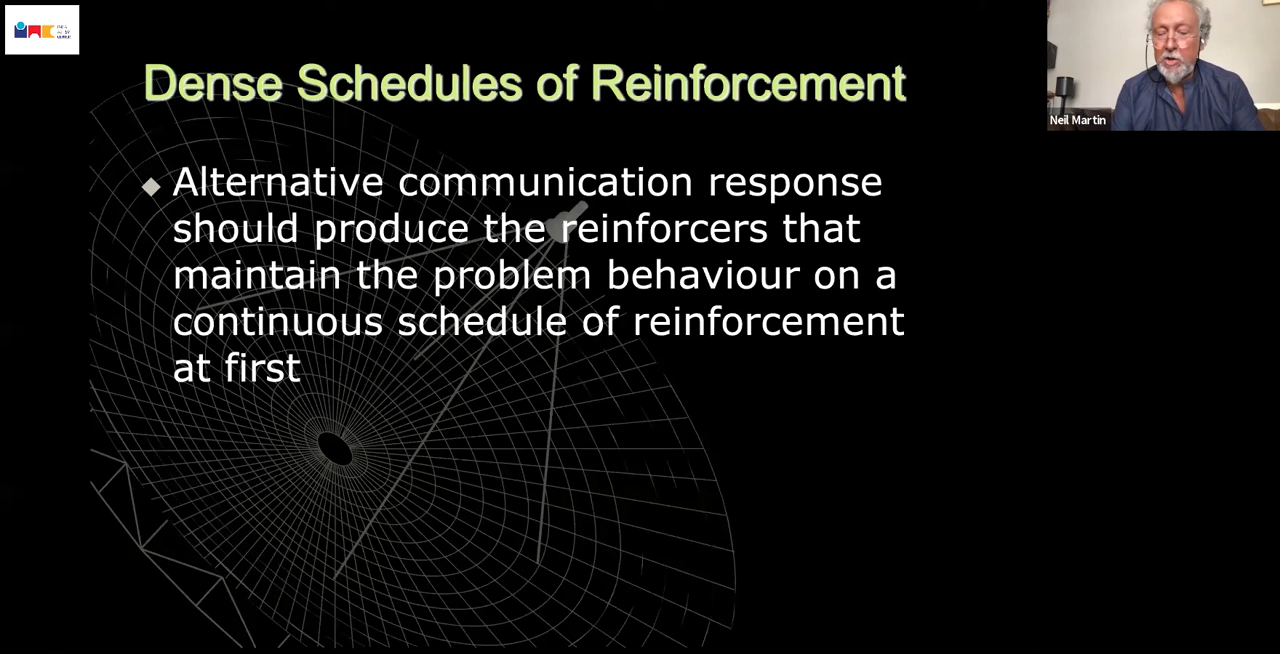 Dense Schedules of Reinforcement
Alternative communication response
should produce the reinforcers that
maintain the problem behaviour on a
continuous schedule of reinforcement
at first
Neil Martin